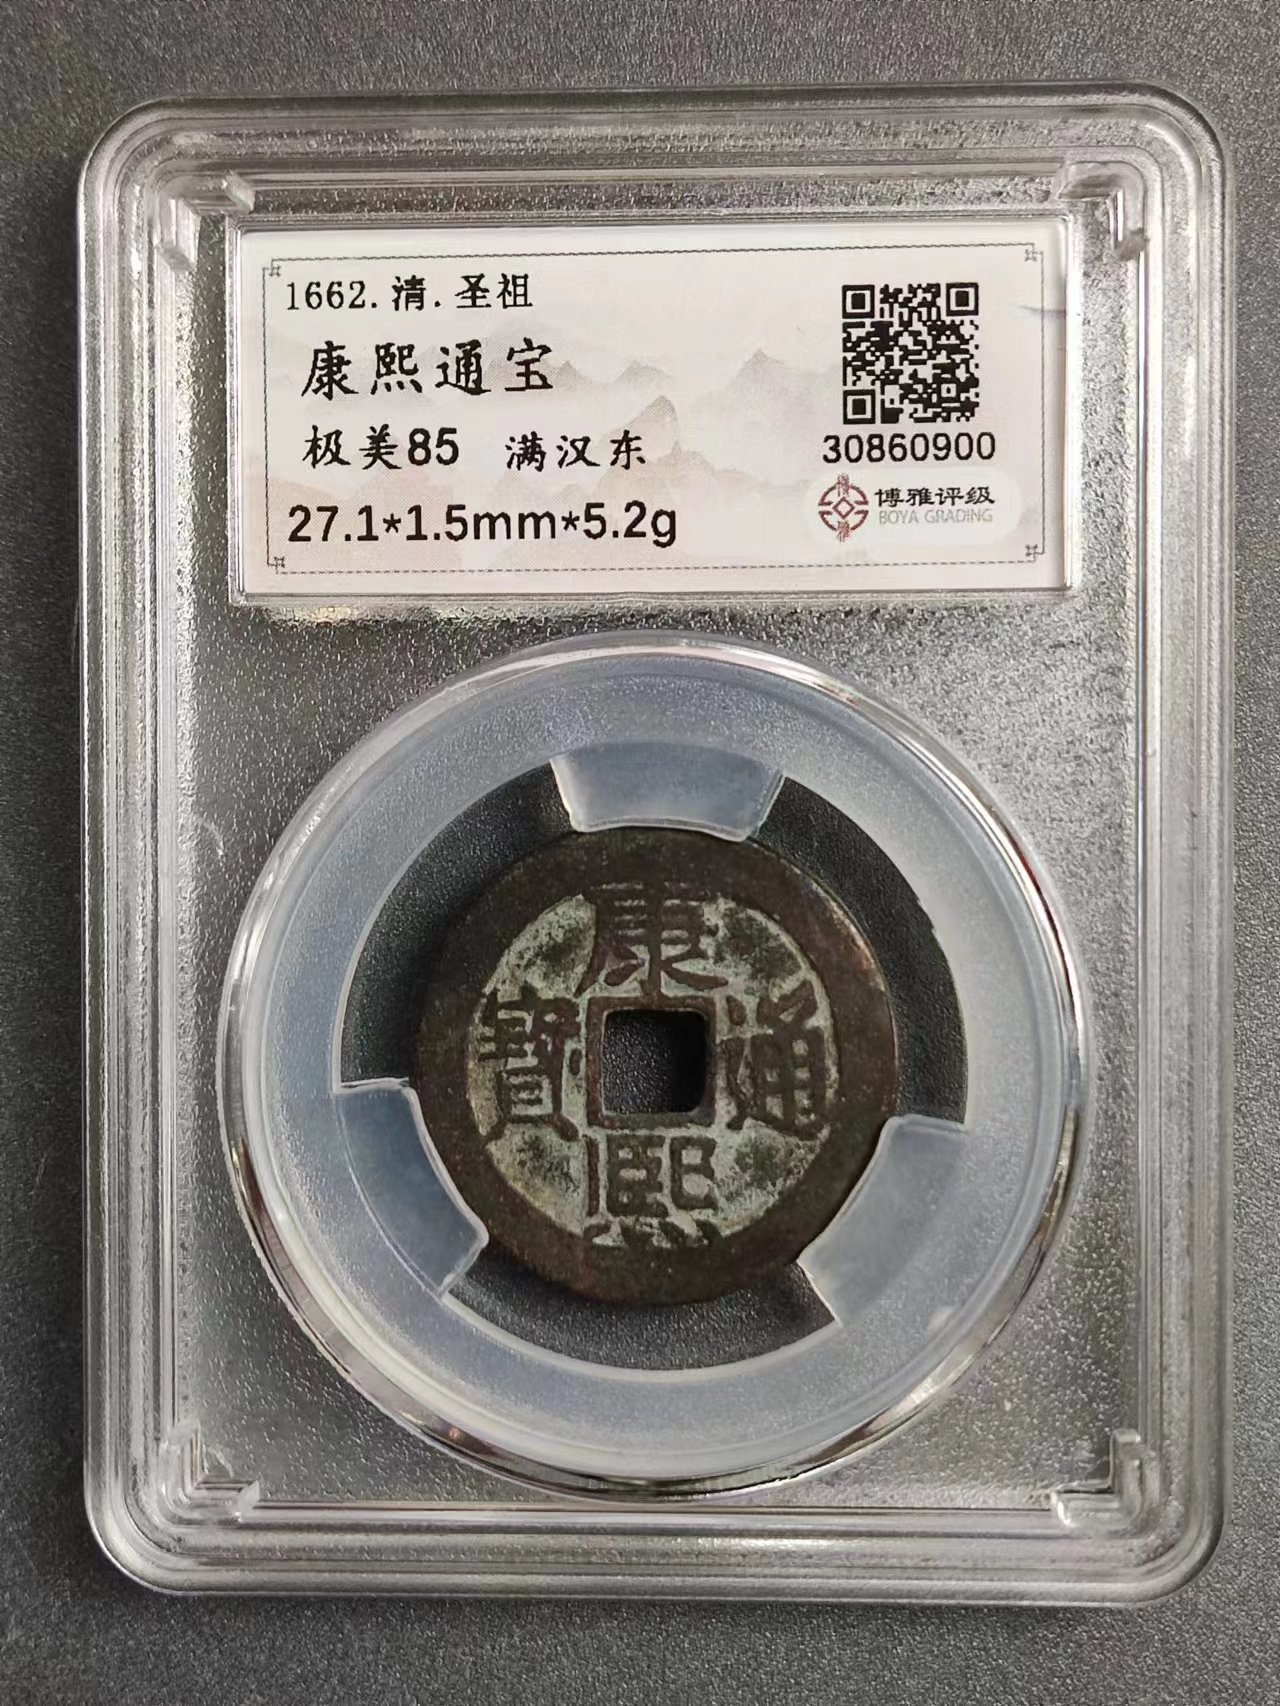 1662.清.圣祖
康熙通宝
极美85 满汉东
27.1*1.5mm*5.2g
30860900
博雅评级
BOYA GRADING
康
寶 通
熙